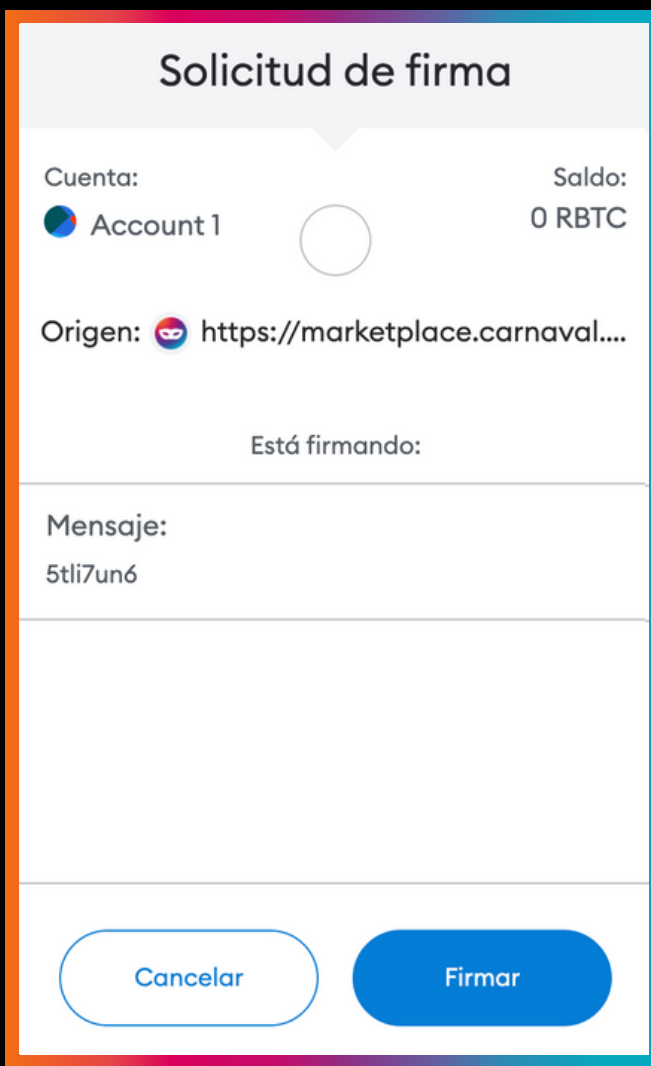 Solicitud de firma
Cuenta:
Saldo:
Account 1
0 RBTC
Origen: https://marketplace.carnaval....
Está firmando:
Mensaje:
5tli7un6
Cancelar
Firmar